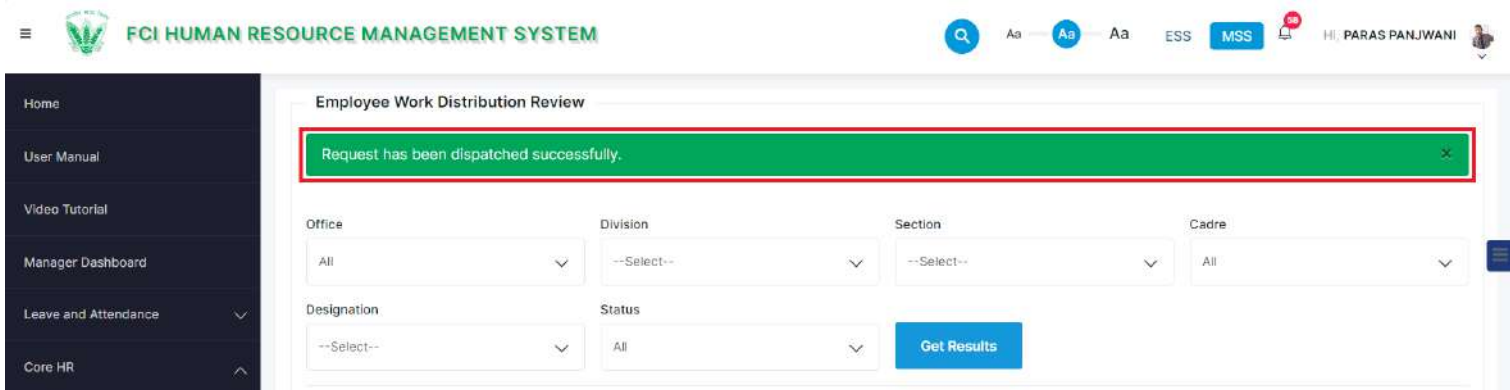 FCI HUMAN RESOURCE MANAGEMENT SYSTEM
Aa Aa Aa ESS MSS 58 HI, PARAS PANJWANI
Home
User Manual
Video Tutorial
Manager Dashboard
Leave and Attendance
Core HR
Employee Work Distribution Review
Request has been dispatched successfully. ×
Office Division Section Cadre
All --Select-- --Select-- All
Designation Status
--Select-- All Get Results